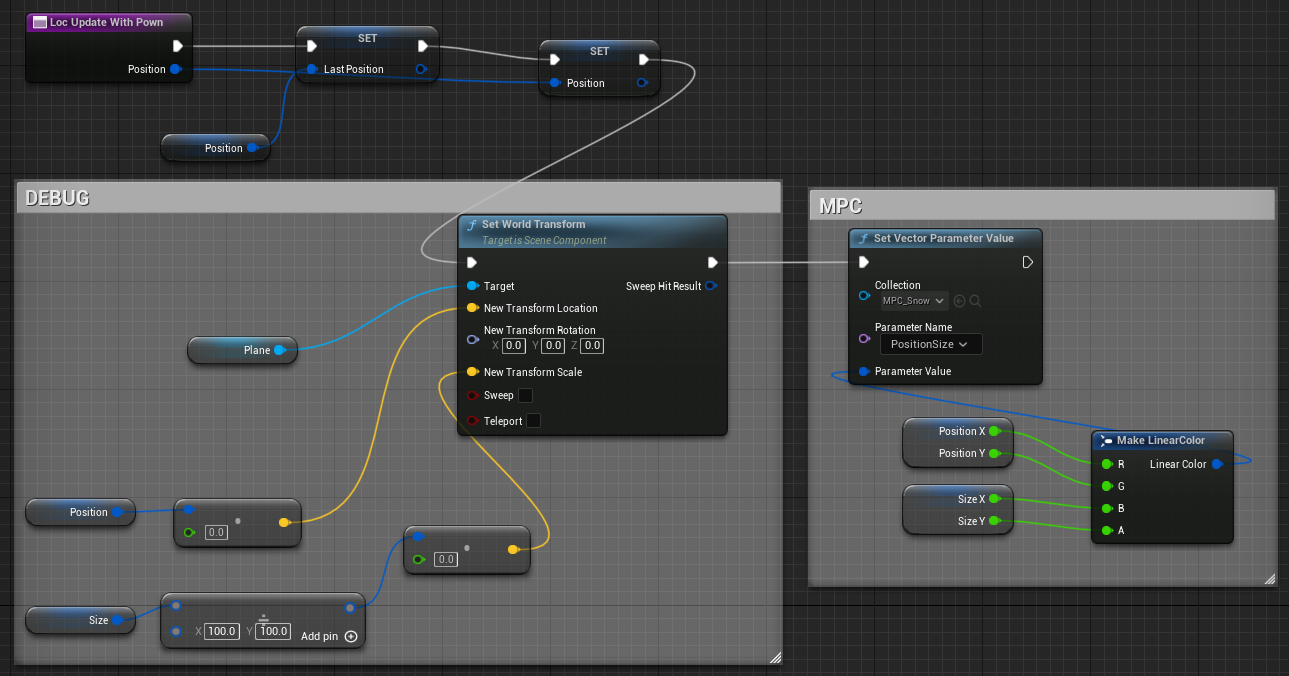 Loc Update With Pown
Position
SET
Last Position
SET
Position
Position
DEBUG
Set World Transform
Target is Scene Component
Target
Sweep Hit Result
New Transform Location
New Transform Rotation
X 0.0 Y 0.0 Z 0.0
New Transform Scale
Sweep
Teleport
Plane
Position
0.0
0.0
Size
X 100.0 Y 100.0
Add pin
MPC
Set Vector Parameter Value
Collection
MPC_Snow
Parameter Name
PositionSize
Parameter Value
Position X
Position Y
Size X
Size Y
Make LinearColor
R
Linear Color
G
B
A